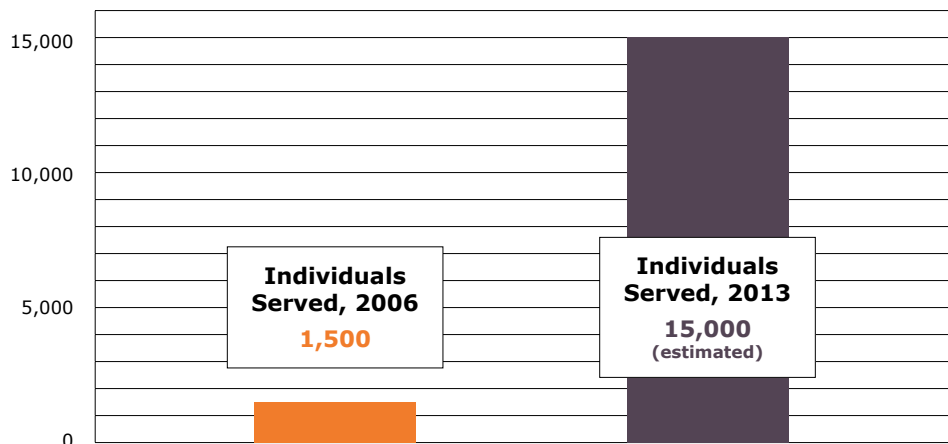 15,000
10,000
5,000
0
Individuals
Served, 2006
1,500
Individuals
Served, 2013
15,000
(estimated)